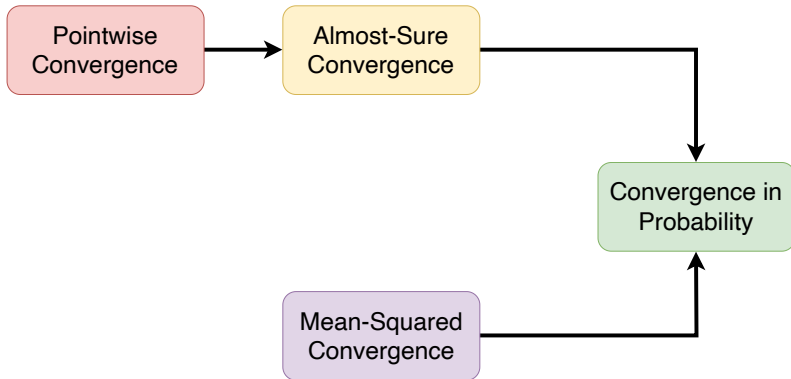 Pointwise
Convergence
Almost-Sure
Convergence
Convergence in
Probability
Mean-Squared
Convergence